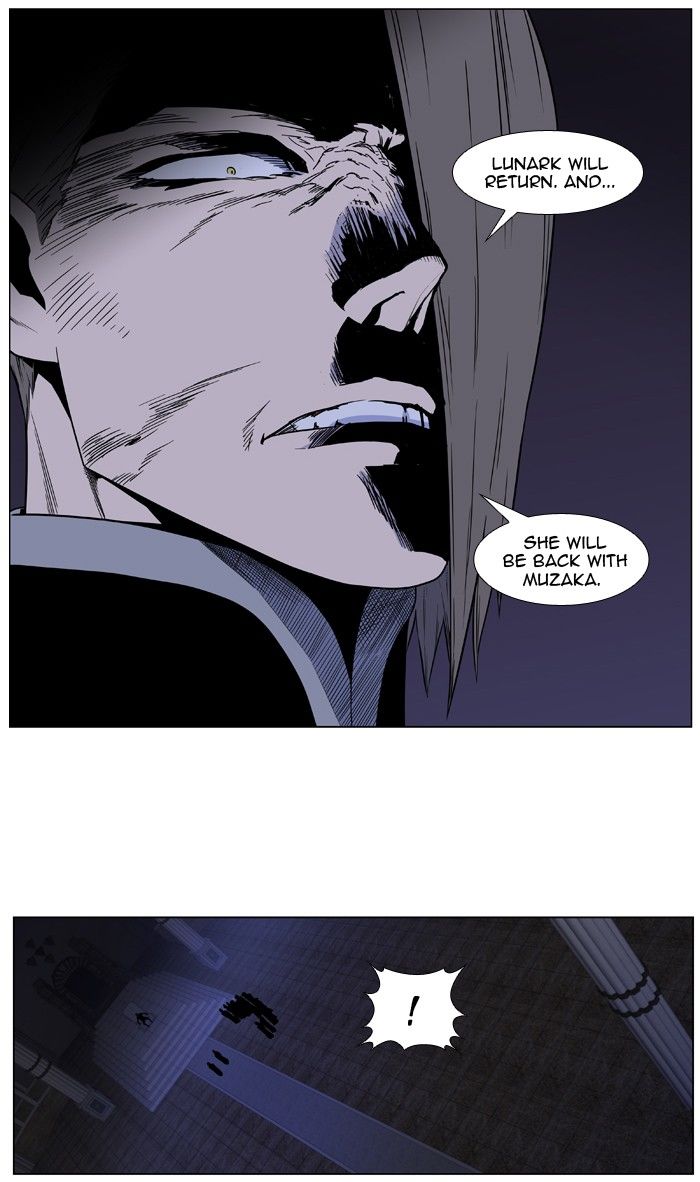 LUNARK WILL
RETURN. AND...
SHE WILL
BE BACK WITH
MUZAKA.
!